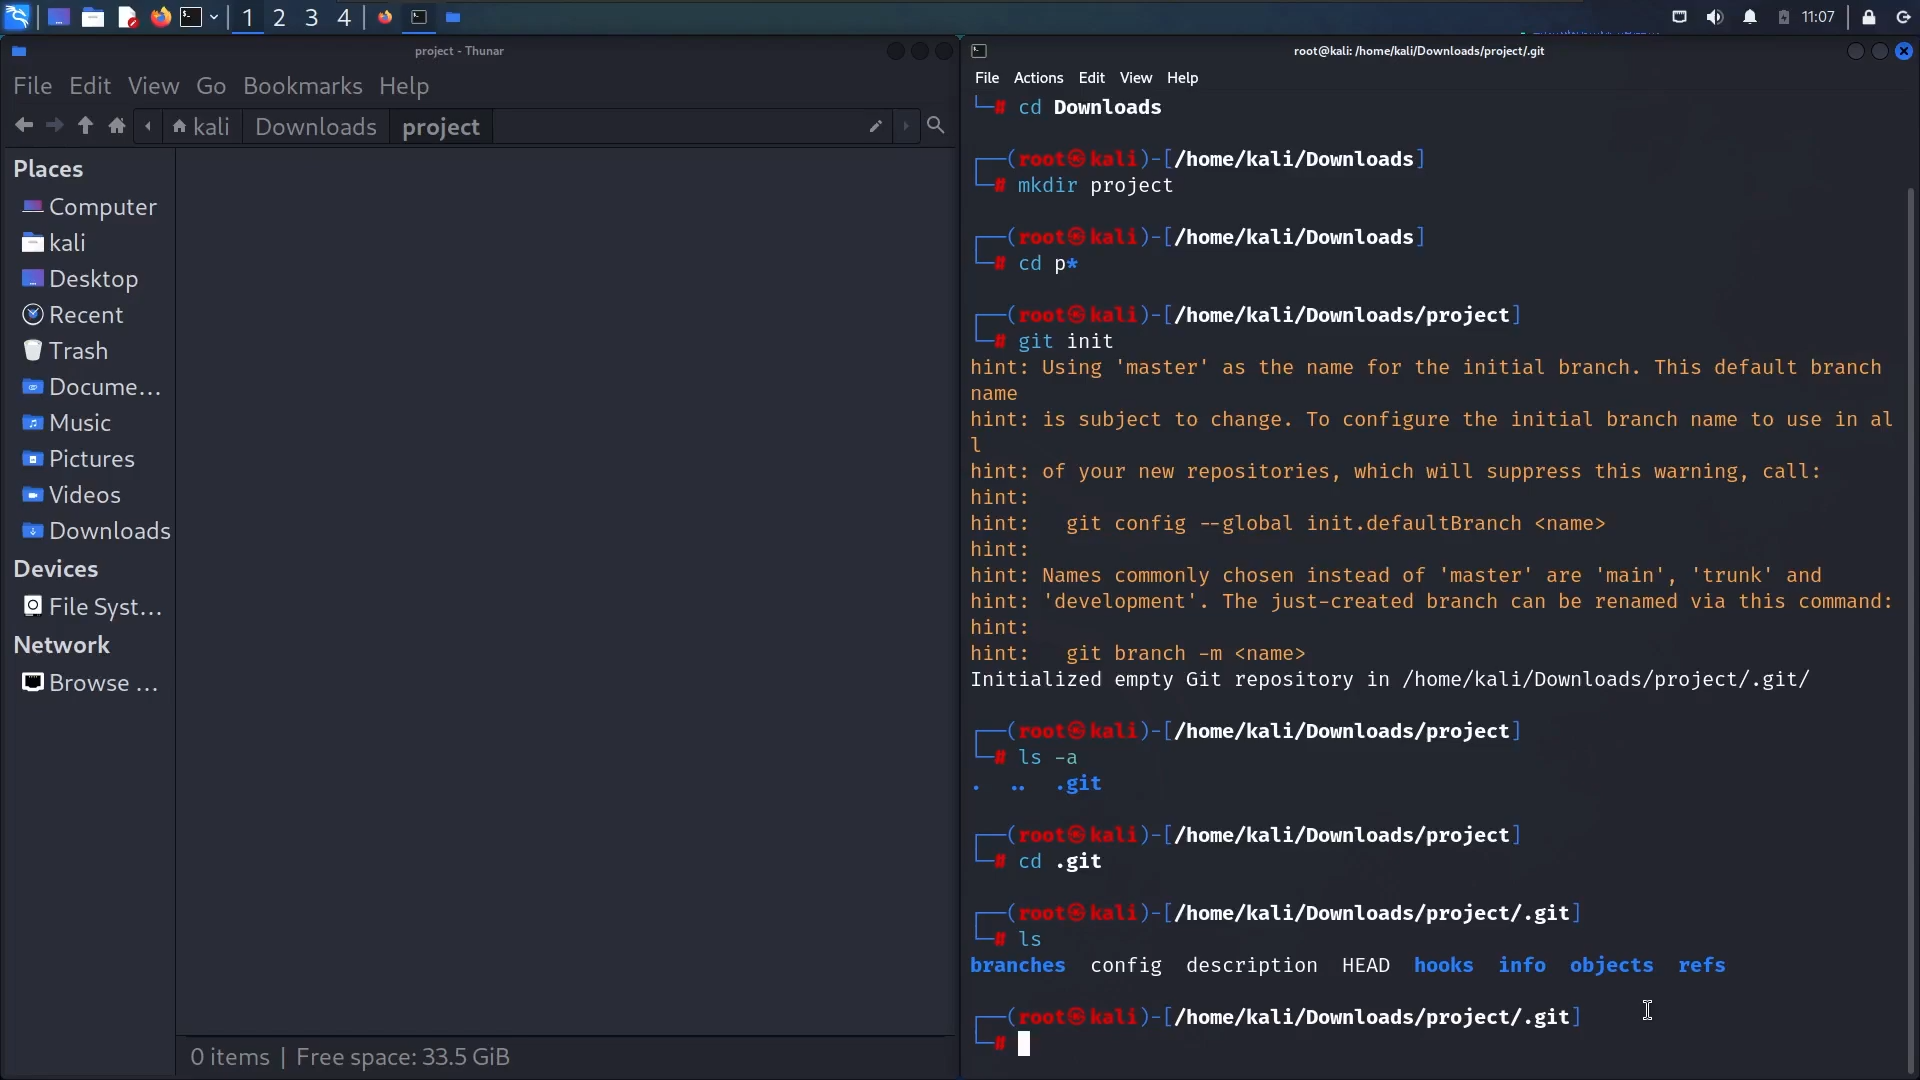 1 2 3 4
11:07
project - Thunar
File Edit View Go Bookmarks Help
kali Downloads project
Places
Computer
kali
Desktop
Recent
Trash
Docume...
Music
Pictures
Videos
Downloads
Devices
File Syst...
Network
Browse ...
0 items | Free space: 33.5 GiB
root@kali: /home/kali/Downloads/project/.git
File Actions Edit View Help
└─# cd Downloads
┌──(root㉿kali)-[/home/kali/Downloads]
└─# mkdir project
┌──(root㉿kali)-[/home/kali/Downloads]
└─# cd p*
┌──(root㉿kali)-[/home/kali/Downloads/project]
└─# git init
hint: Using 'master' as the name for the initial branch. This default branch
name
hint: is subject to change. To configure the initial branch name to use in al
l
hint: of your new repositories, which will suppress this warning, call:
hint:
hint:   git config --global init.defaultBranch <name>
hint:
hint: Names commonly chosen instead of 'master' are 'main', 'trunk' and
hint: 'development'. The just-created branch can be renamed via this command:
hint:
hint:   git branch -m <name>
Initialized empty Git repository in /home/kali/Downloads/project/.git/
┌──(root㉿kali)-[/home/kali/Downloads/project]
└─# ls -a
.  ..  .git
┌──(root㉿kali)-[/home/kali/Downloads/project]
└─# cd .git
┌──(root㉿kali)-[/home/kali/Downloads/project/.git]
└─# ls
branches  config  description  HEAD  hooks  info  objects  refs
┌──(root㉿kali)-[/home/kali/Downloads/project/.git]
└─#